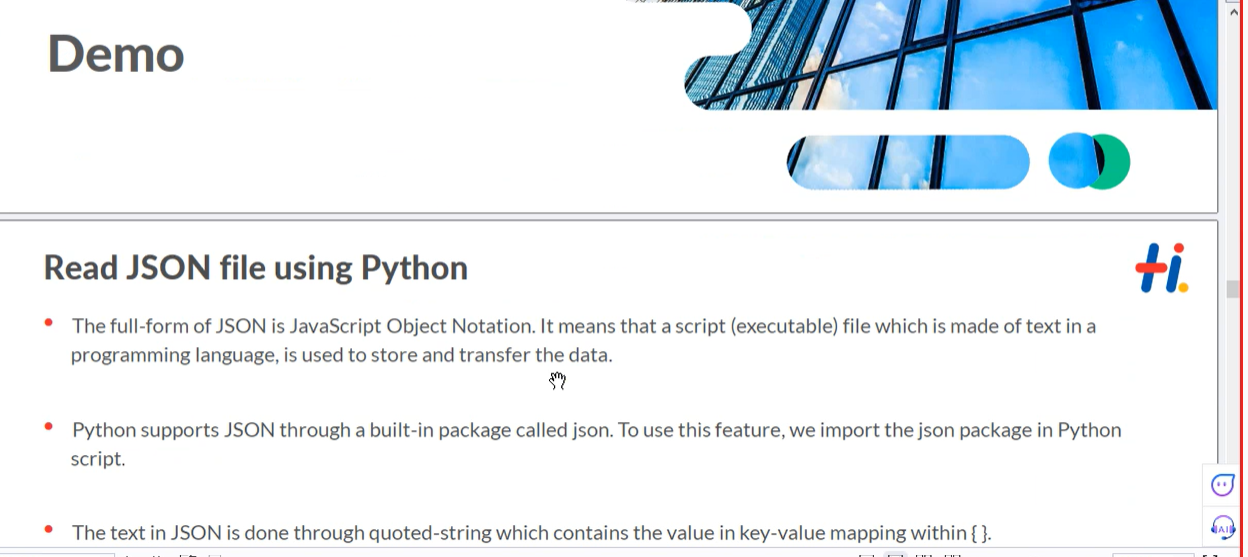 Demo
Read JSON file using Python
The full-form of JSON is JavaScript Object Notation. It means that a script (executable) file which is made of text in a
programming language, is used to store and transfer the data.
Python supports JSON through a built-in package called json. To use this feature, we import the json package in Python
script.
The text in JSON is done through quoted-string which contains the value in key-value mapping within { }.
Hi
AI